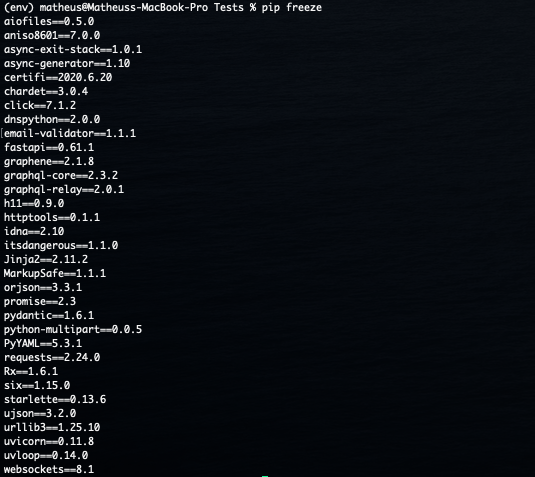 (env) matheus@Matheuss-MacBook-Pro Tests % pip freeze
aiofiles==0.5.0
aniso8601==7.0.0
async-exit-stack==1.0.1
async-generator==1.10
certifi==2020.6.20
chardet==3.0.4
click==7.1.2
dnspython==2.0.0
email-validator==1.1.1
fastapi==0.61.1
graphene==2.1.8
graphql-core==2.3.2
graphql-relay==2.0.1
h11==0.9.0
httptools==0.1.1
idna==2.10
itsdangerous==1.1.0
Jinja2==2.11.2
MarkupSafe==1.1.1
orjson==3.3.1
promise==2.3
pydantic==1.6.1
python-multipart==0.0.5
PyYAML==5.3.1
requests==2.24.0
Rx==1.6.1
six==1.15.0
starlette==0.13.6
ujson==3.2.0
urllib3==1.25.10
uvicorn==0.11.8
uvloop==0.14.0
websockets==8.1